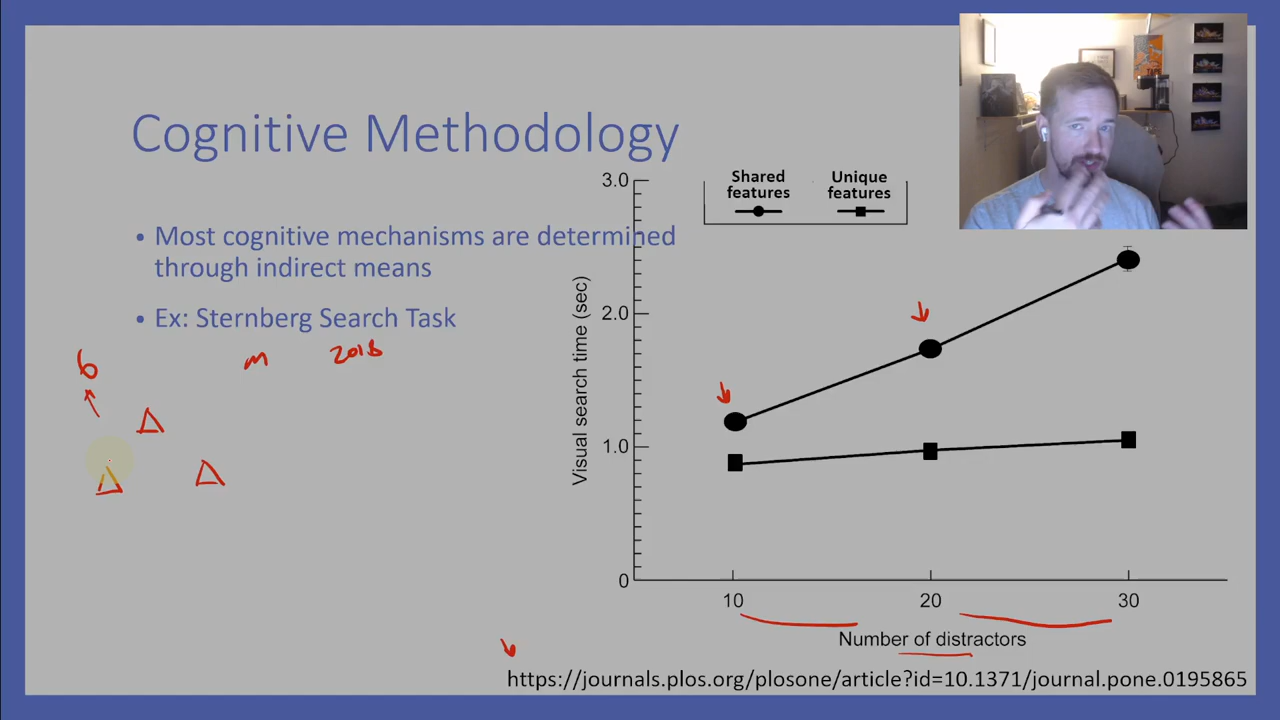 Cognitive Methodology
• Most cognitive mechanisms are determined
through indirect means
• Ex: Sternberg Search Task
6
m 2018
Shared
features
Unique
features
3.0
2.0
1.0
0
Visual search time (sec)
10 20 30
Number of distractors
https://journals.plos.org/plosone/article?id=10.1371/journal.pone.0195865